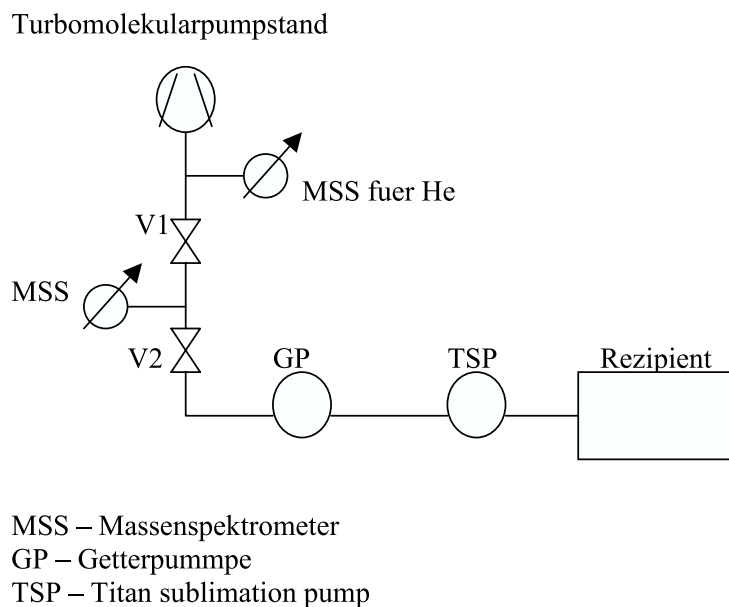 Turbomolekularpumpstand
MSS fuer He
V1
MSS
V2
GP
TSP
Rezipient
MSS – Massenspektrometer
GP – Getterpummpe
TSP – Titan sublimation pump